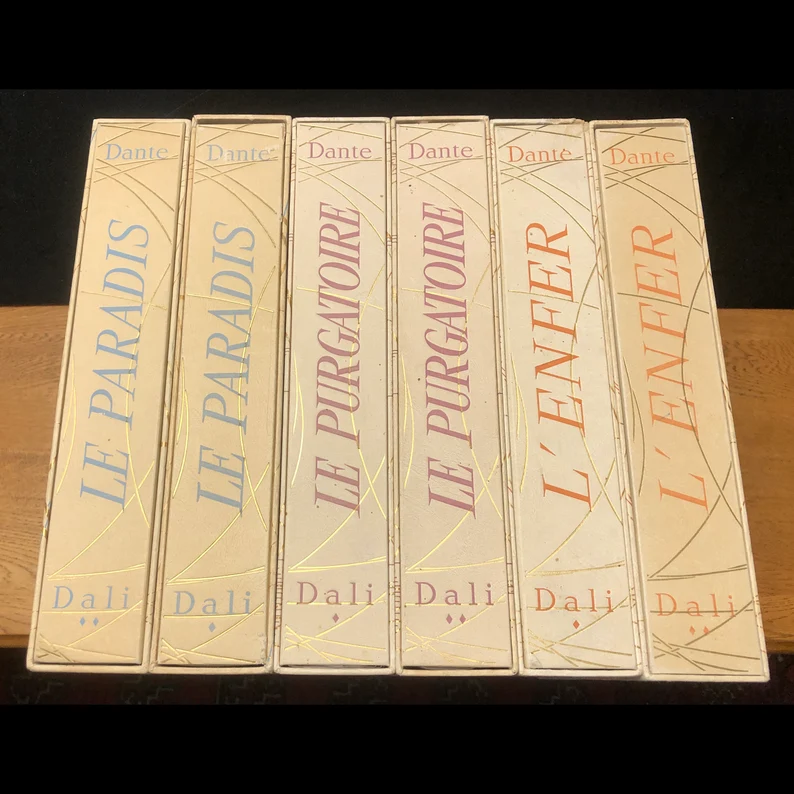 Dante
LE PARADIS
Dali
♦♦
Dante
LE PARADIS
Dali
♦
Dante
LE PURGATOIRE
Dali
♦
Dante
LE PURGATOIRE
Dali
♦♦
Dante
L'ENFER
Dali
♦
Dante
L'ENFER
Dali
♦♦